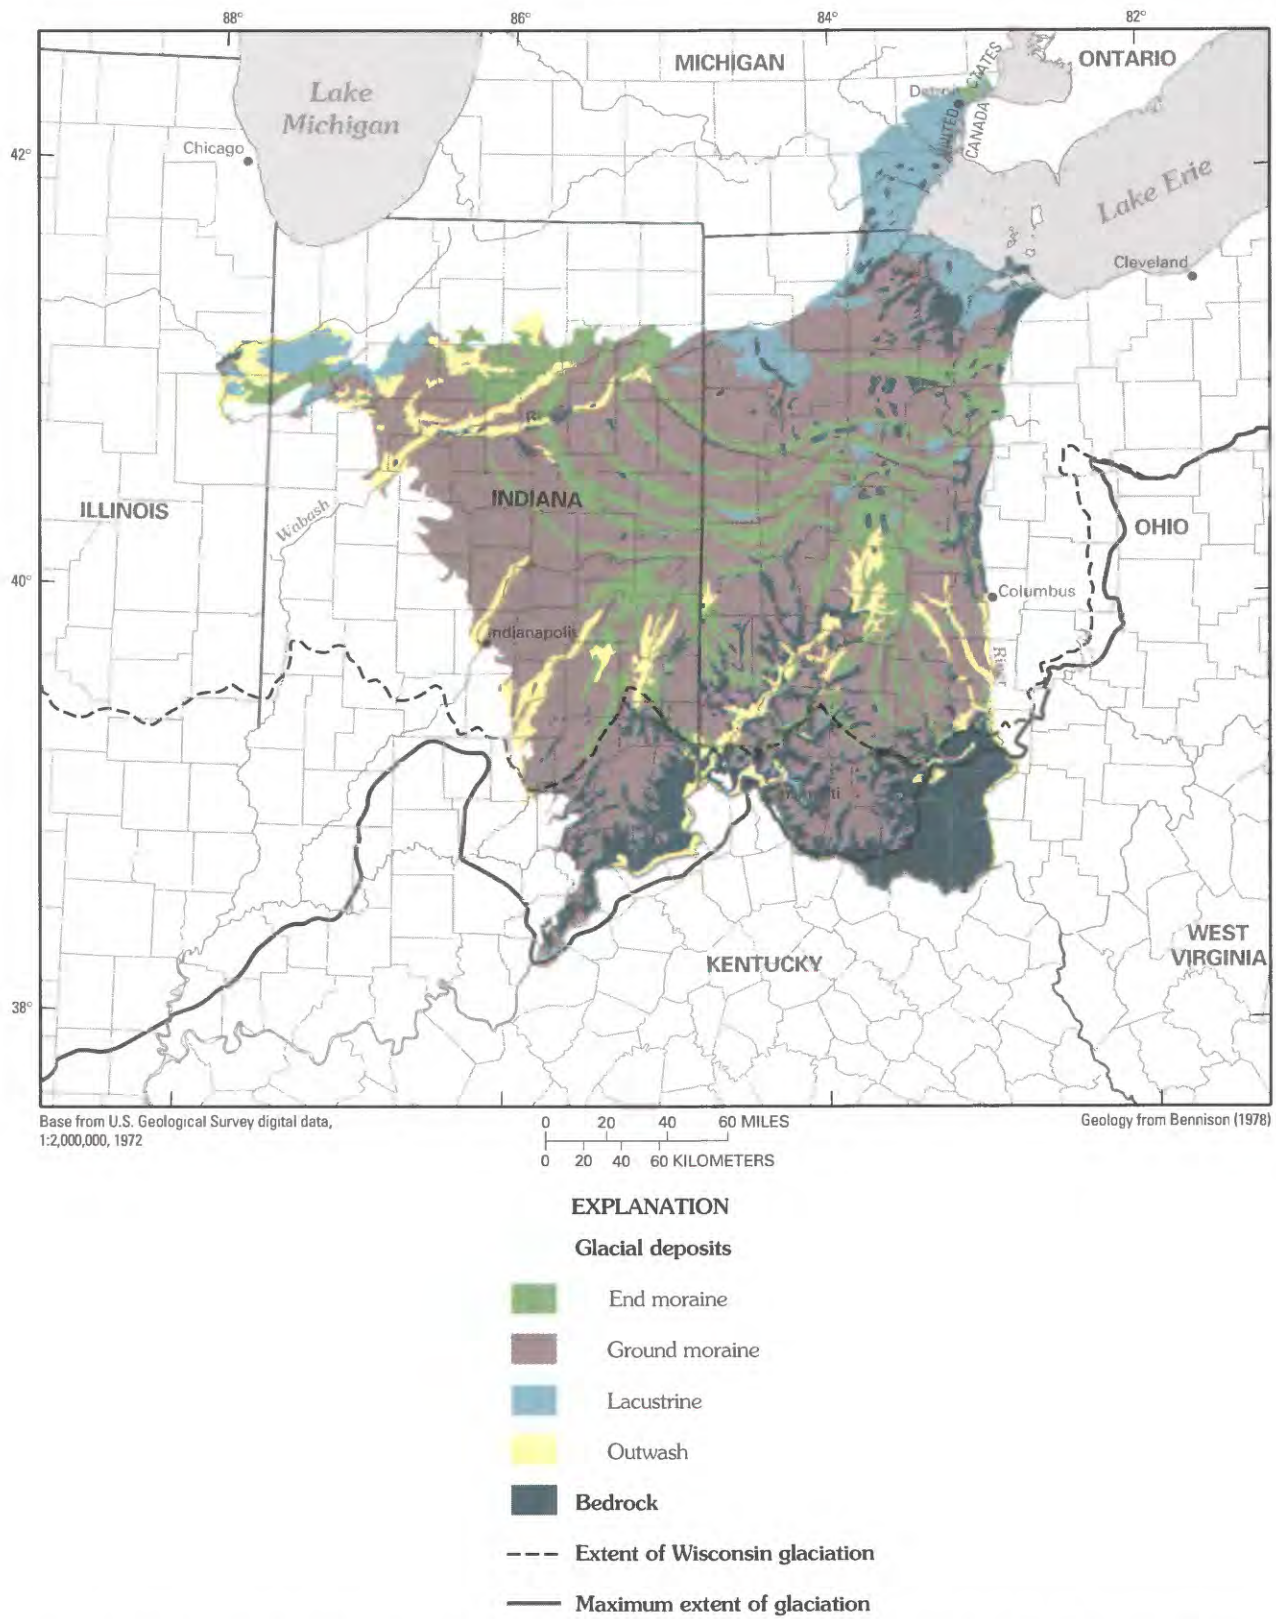 88°
86°
84°
82°
MICHIGAN
ONTARIO
STATES
Detroit
UNITED
CANADA
Lake
Michigan
Chicago
42°
Lake Erie
Cleveland
ILLINOIS
INDIANA
Wabash
OHIO
40°
Columbus
Indianapolis
WEST
VIRGINIA
KENTUCKY
38°
Base from U.S. Geological Survey digital data,
1:2,000,000, 1972
0 20 40 60 MILES
0 20 40 60 KILOMETERS
Geology from Bennison (1978)
EXPLANATION
Glacial deposits
End moraine
Ground moraine
Lacustrine
Outwash
Bedrock
Extent of Wisconsin glaciation
Maximum extent of glaciation